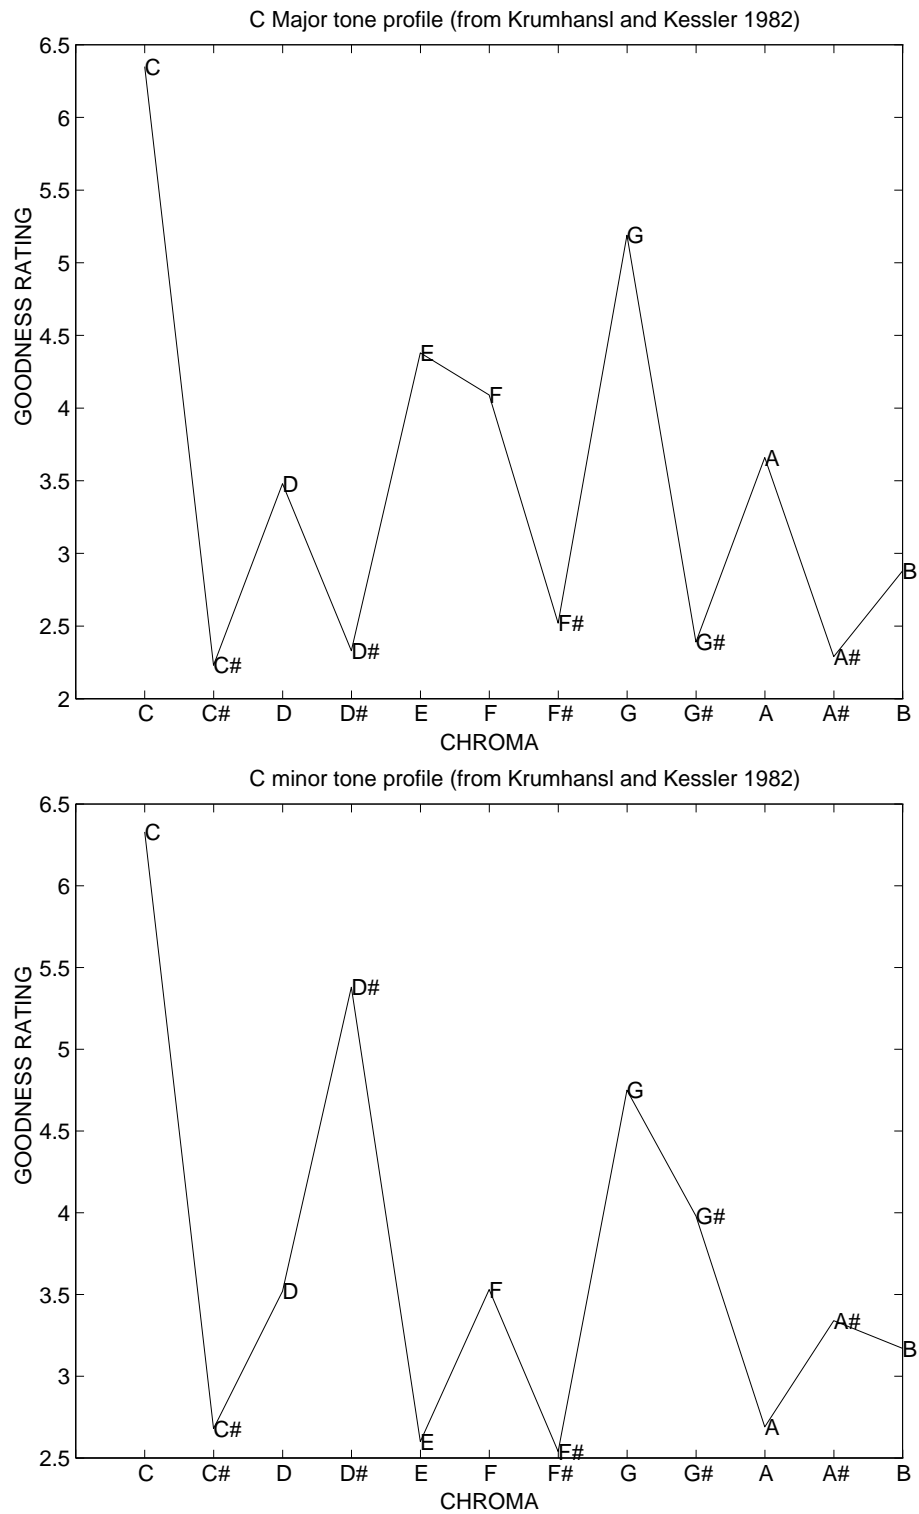 C Major tone profile (from Krumhansl and Kessler 1982)
6.5
C
6
5.5
G
5
GOODNESS RATING
4.5
E
F
4
A
3.5
D
3
B
2.5
F#
D#
G#
A#
C#
2
C C# D D# E F F# G G# A A# B
CHROMA
C minor tone profile (from Krumhansl and Kessler 1982)
6.5
C
6
5.5
D#
5
GOODNESS RATING
G
4.5
4
G#
3.5
D
F
A#
B
3
C#
E
A
F#
2.5
C C# D D# E F F# G G# A A# B
CHROMA